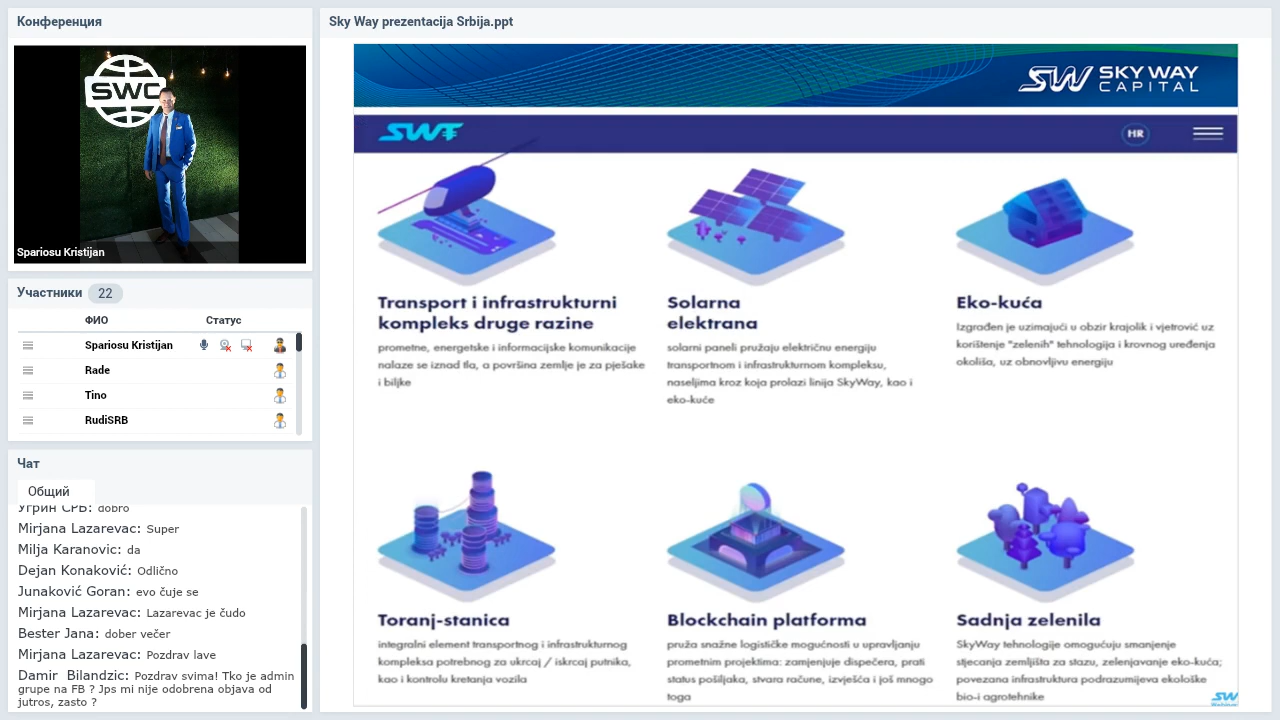 Конференция
SWC
Spariosu Kristijan
Участники 22
ФИО Статус
Spariosu Kristijan
Rade
Tino
RudiSRB
Чат
Общий
Угрин СРБ: dobro
Mirjana Lazarevac: Super
Milja Karanovic: da
Dejan Konaković: Odlično
Junaković Goran: evo čuje se
Mirjana Lazarevac: Lazarevac je čudo
Bester Jana: dober večer
Mirjana Lazarevac: Pozdrav lave
Damir Bilandzic: Pozdrav svima! Tko je admin
grupe na FB ? Jps mi nije odobrena objava od
jutros, zasto ?
Sky Way prezentacija Srbija.ppt
SW SKY WAY
CAPITAL
SWT
HR
Transport i infrastrukturni
kompleks druge razine
prometne, energetske i informacijske komunikacije
nalaze se iznad tla, a površina zemlje je za pješake
i biljke
Solarna
elektrana
solarni paneli pružaju električnu energiju
transportnom i infrastrukturnom kompleksu,
naseljima kroz koja prolazi linija SkyWay, kao i
eko-kuće
Eko-kuća
Izgrađen je uzimajući u obzir krajolik i vjetrović uz
korištenje "zelenih" tehnologija i krovnog uređenja
okoliša, uz obnovljivu energiju
Toranj-stanica
integralni element transportnog i infrastrukturnog
kompleksa potrebnog za ukrcaj / iskrcaj putnika,
kao i kontrolu kretanja vozila
Blockchain platforma
pruža snažne logističke mogućnosti u upravljanju
prometnim projektima: zamjenjuje dispečera, prati
status pošiljaka, stvara račune, izvješća i još mnogo
toga
Sadnja zelenila
SkyWay tehnologije omogućuju smanjenje
stjecanja zemljišta za stazu, zelenjavanje eko-kuća;
povezana infrastruktura podrazumijeva ekološke
bio-i agrotehnike
SW